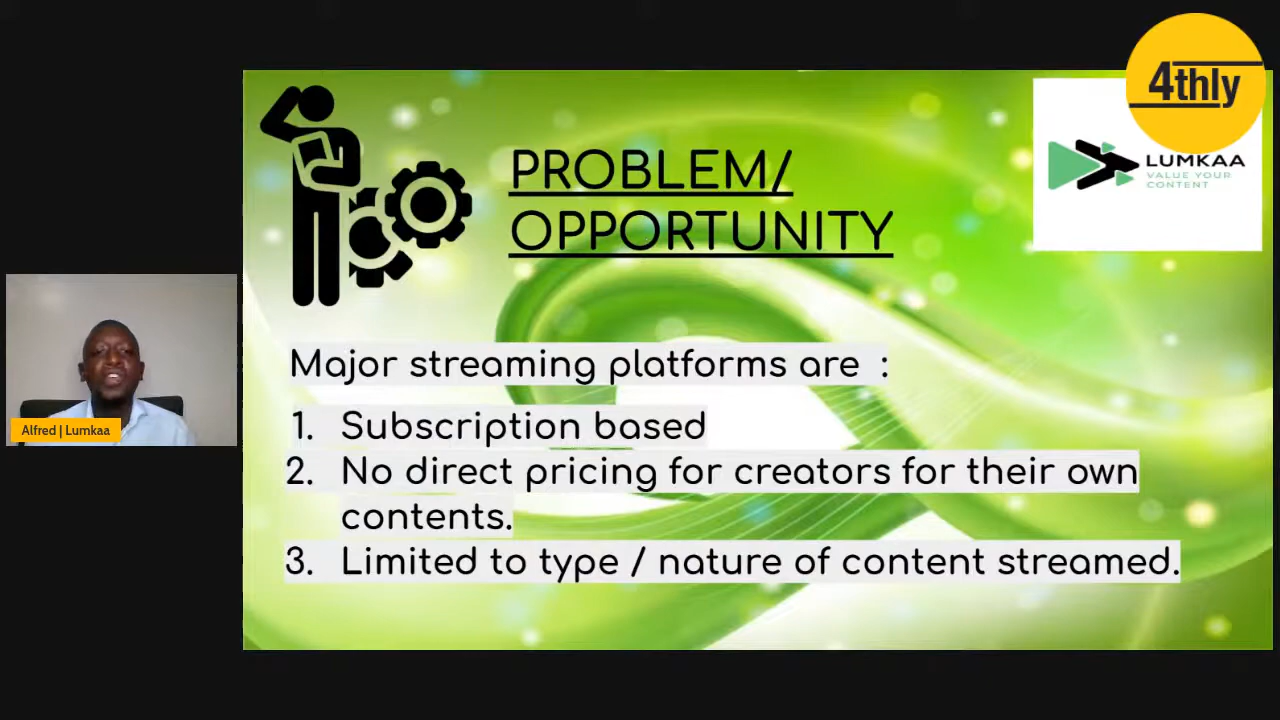 4thly
LUMKAA
VALUE YOUR
CONTENT
PROBLEM/
OPPORTUNITY
Major streaming platforms are :
1. Subscription based
2. No direct pricing for creators for their own
contents.
3. Limited to type / nature of content streamed.
Alfred | Lumkaa